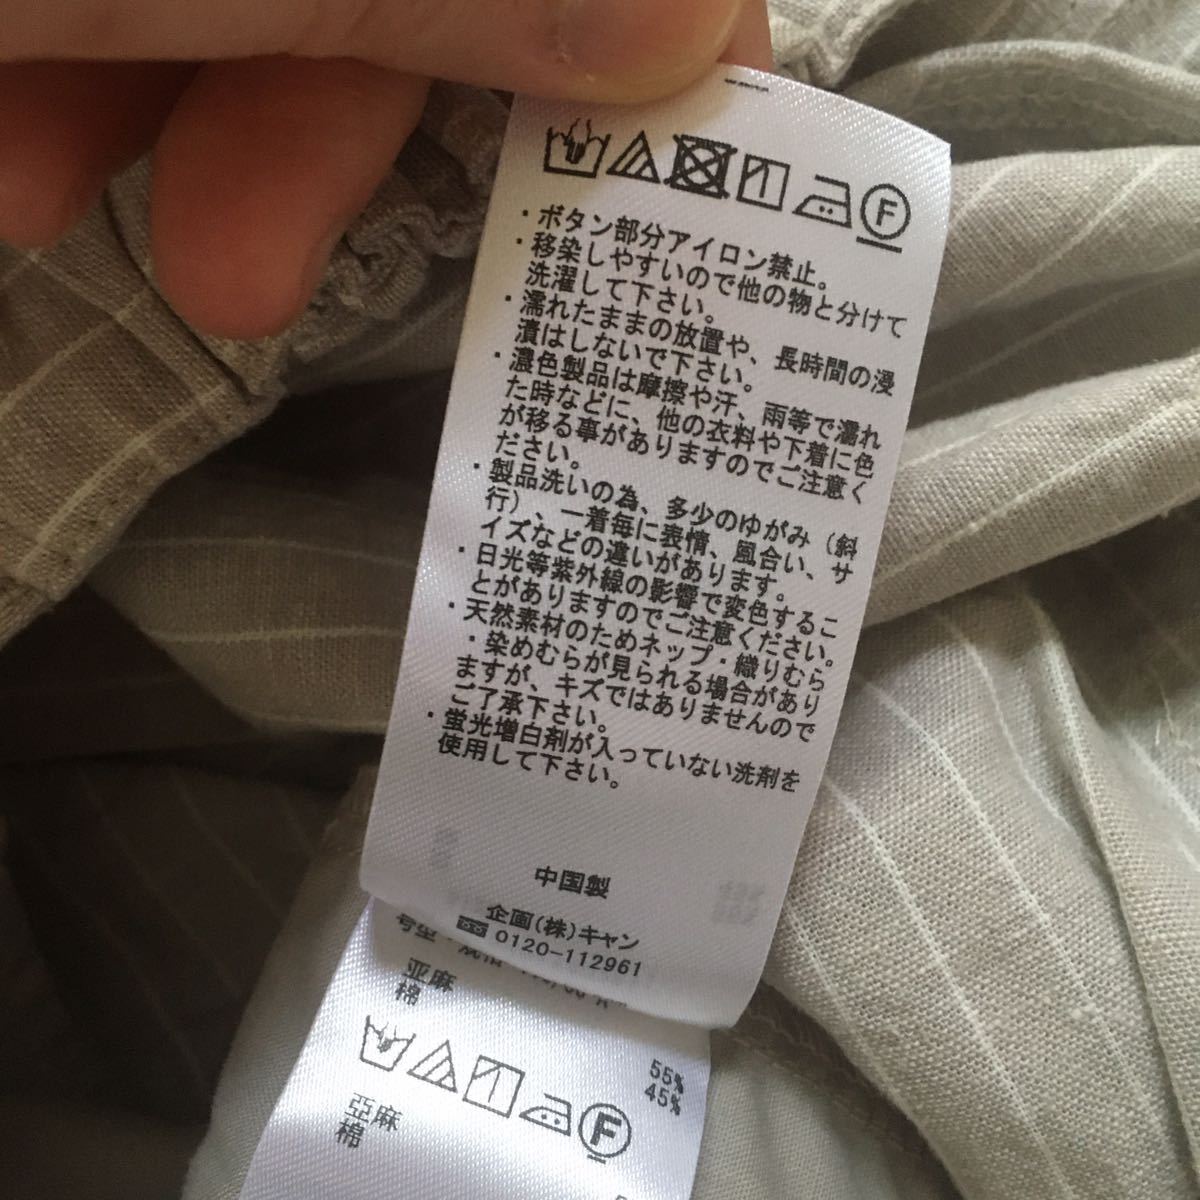 F
・ボタン部分アイロン禁止。
・移染しやすいので他の物と分けて
洗濯して下さい。
・濡れたままの放置や、長時間の浸
漬はしないで下さい。
・濃色製品は摩擦や汗、雨等で濡れ
た時などに、他の衣料や下着に色
が移る事がありますのでご注意く
ださい。
・製品洗いの為、多少のゆがみ（斜
行）、一着毎に表情、風合い、サ
イズなどの違いがあります。
・日光等紫外線の影響で変色するこ
とがありますのでご注意ください。
・天然素材のためネップ・織りむら
・染めむらが見られる場合があり
ますが、キズではありませんので
ご了承下さい。
・蛍光増白剤が入っていない洗剤を
使用して下さい。
中国製
企画(株)キャン
0120-112961
号型・規格
亚麻
棉
55%
45%
F
亞麻
棉